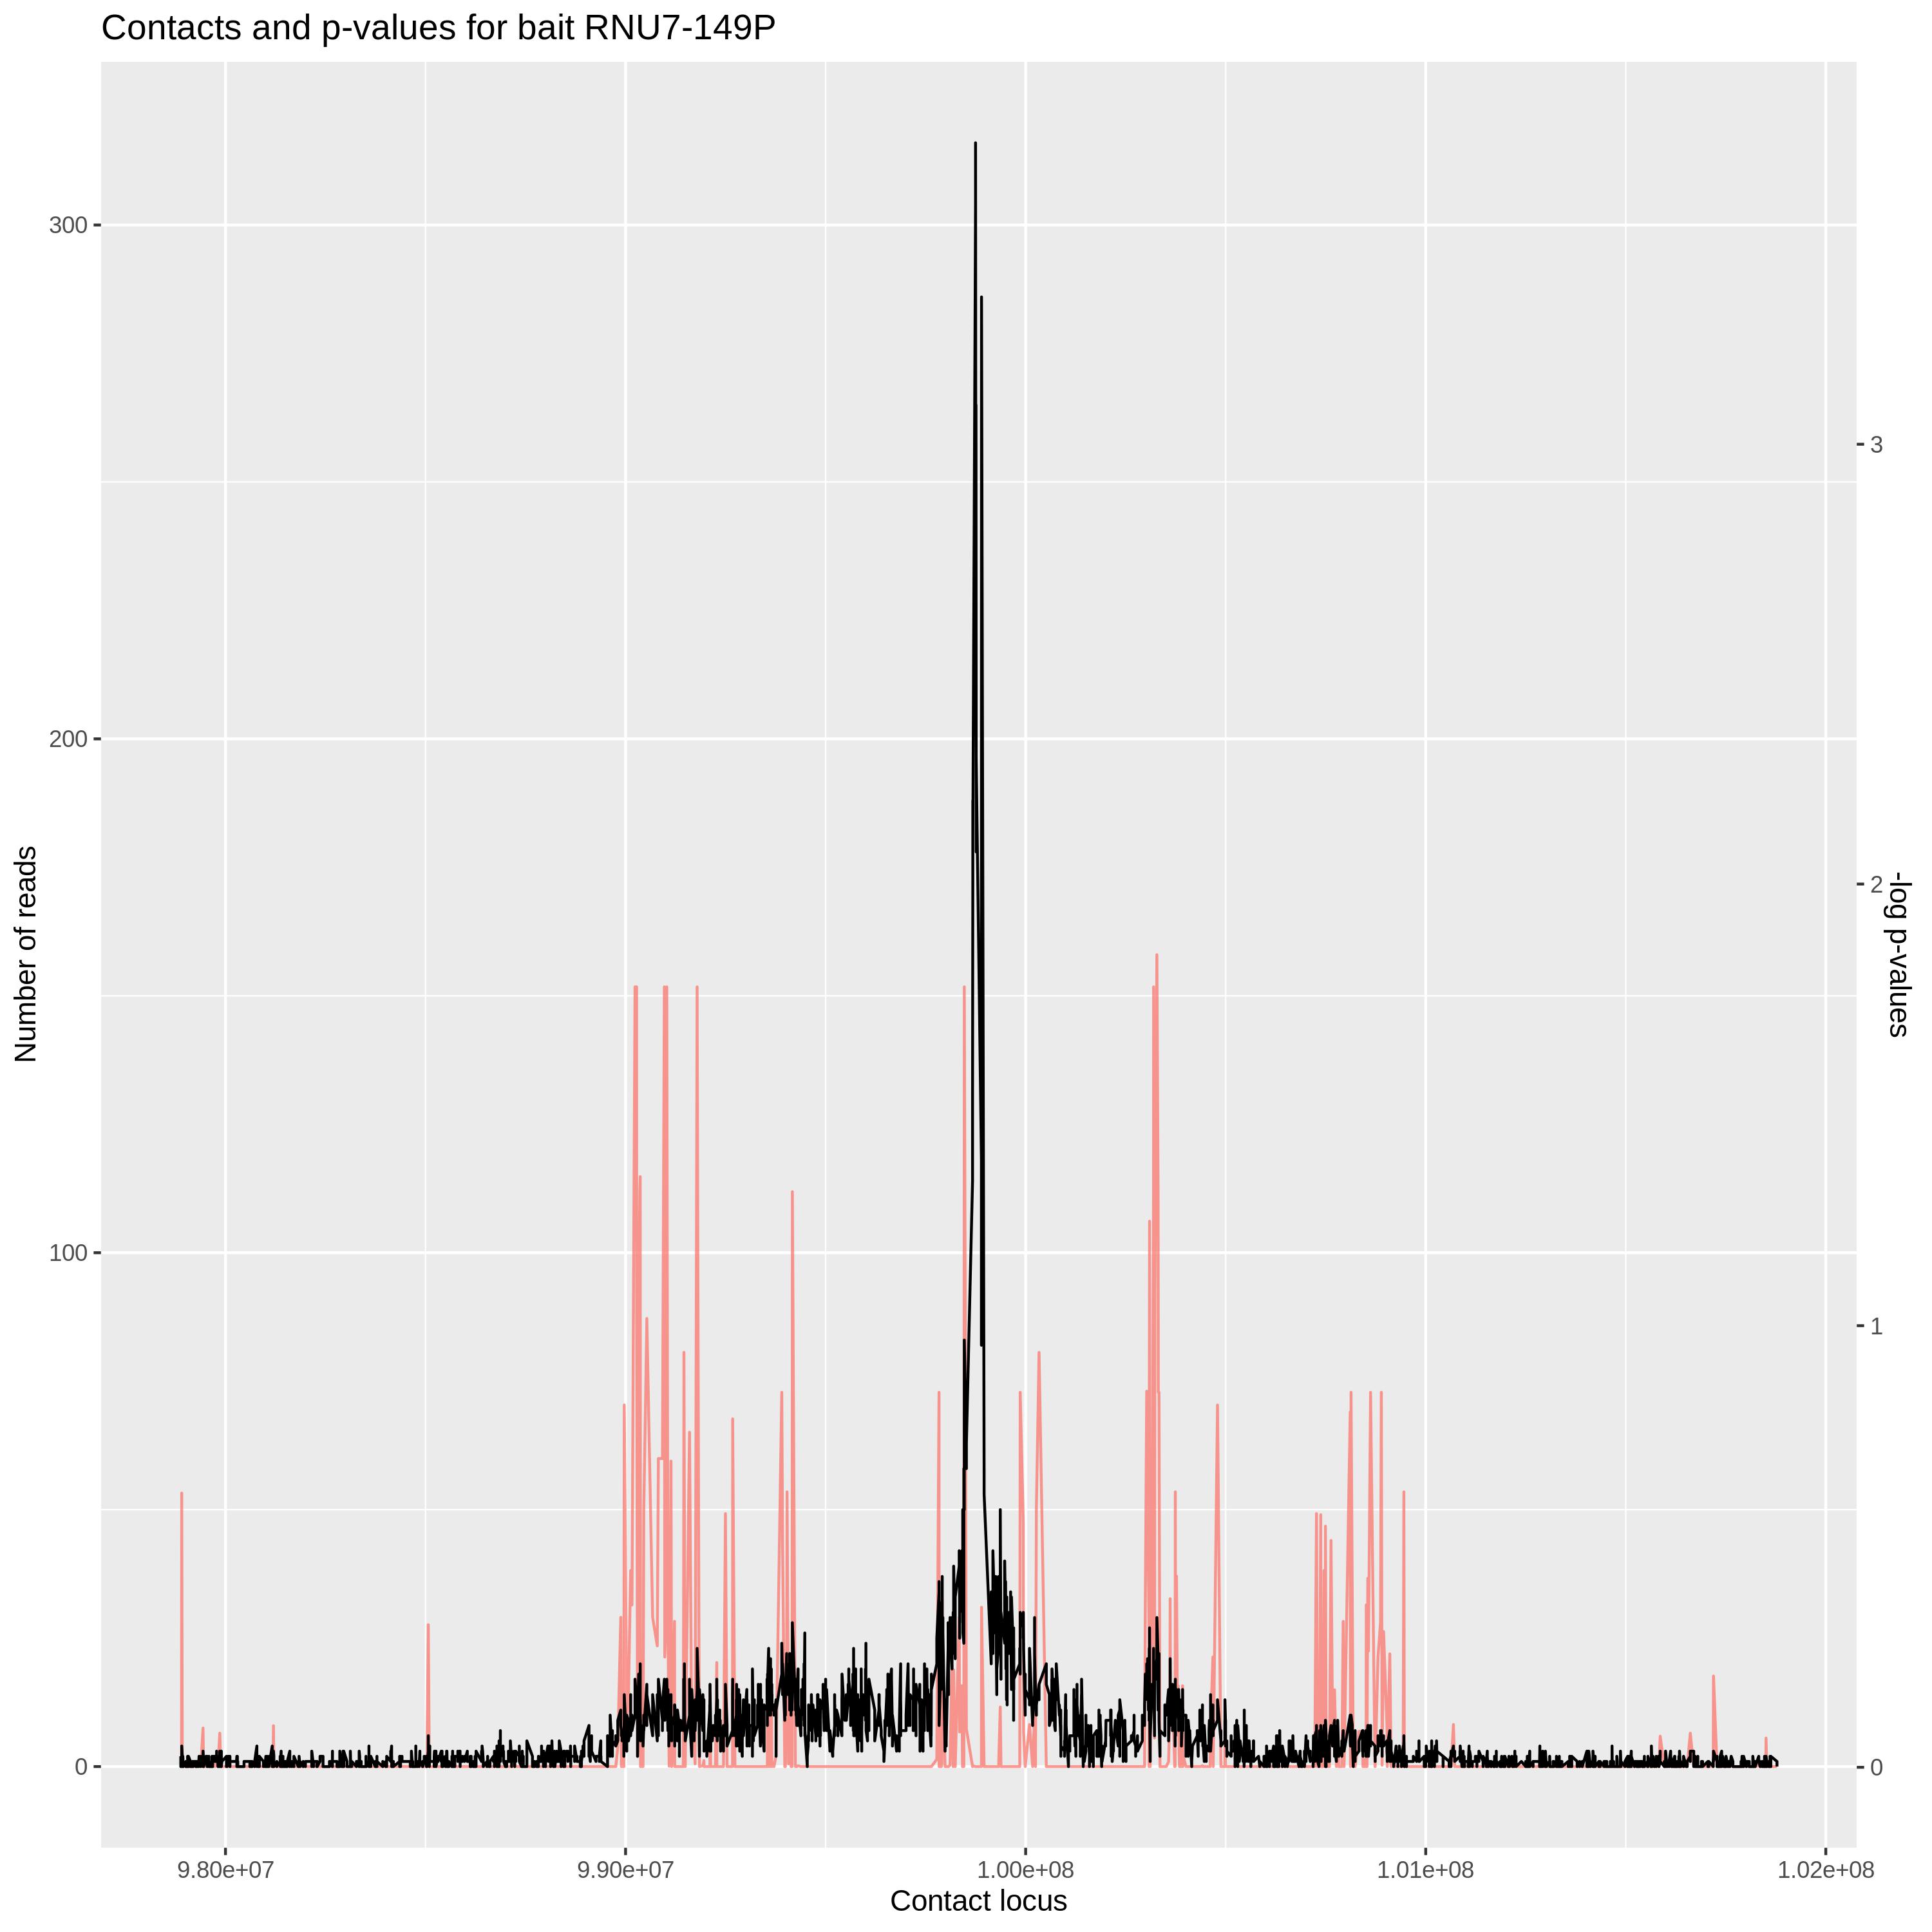 Contacts and p-values for bait RNU7-149P
Number of reads
300
200
100
0
3
2
1
0
-log p-values
9.80e+07
9.90e+07
1.00e+08
1.01e+08
1.02e+08
Contact locus